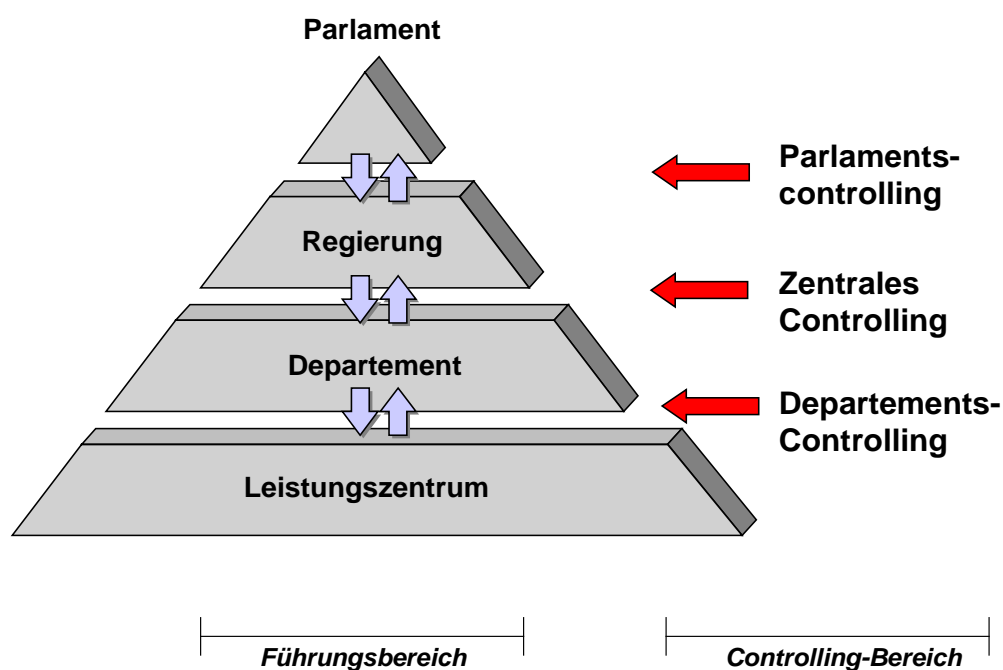 Parlament
Parlaments-
controlling
Regierung
Zentrales
Controlling
Departement
Departements-
Controlling
Leistungszentrum
Führungsbereich
Controlling-Bereich